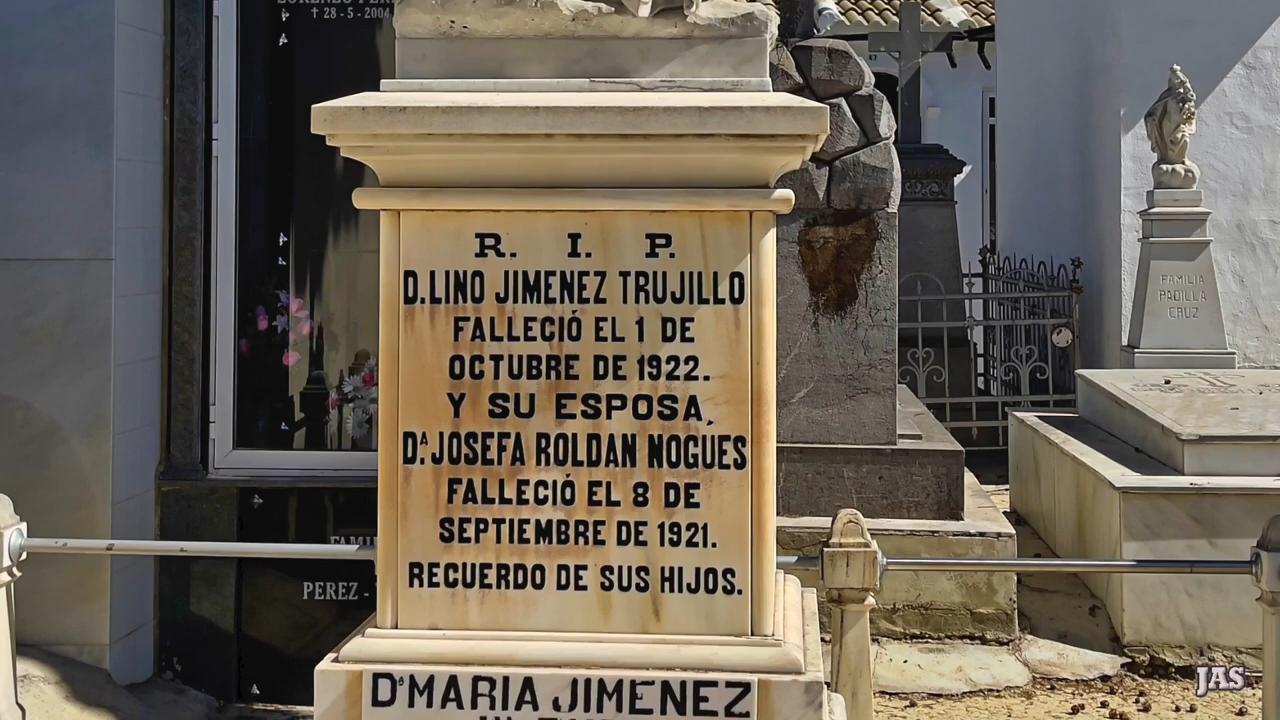 † 28-5-2004
R. I. P.
D. LINO JIMENEZ TRUJILLO
FALLECIÓ EL 1 DE
OCTUBRE DE 1922.
Y SU ESPOSA,
Dª. JOSEFA ROLDAN NOGUES
FALLECIÓ EL 8 DE
SEPTIEMBRE DE 1921.
RECUERDO DE SUS HIJOS.
Dª MARIA JIMENEZ
PEREZ -
FAMILIA
PADILLA
CRUZ
JAS